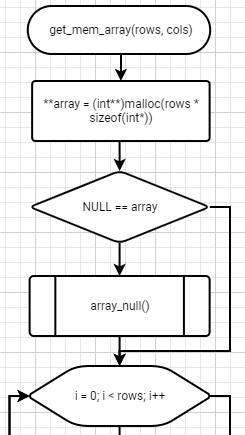 get_mem_array(rows, cols)
**array = (int**)malloc(rows *
sizeof(int*))
NULL == array
array_null()
i = 0; i < rows; i++